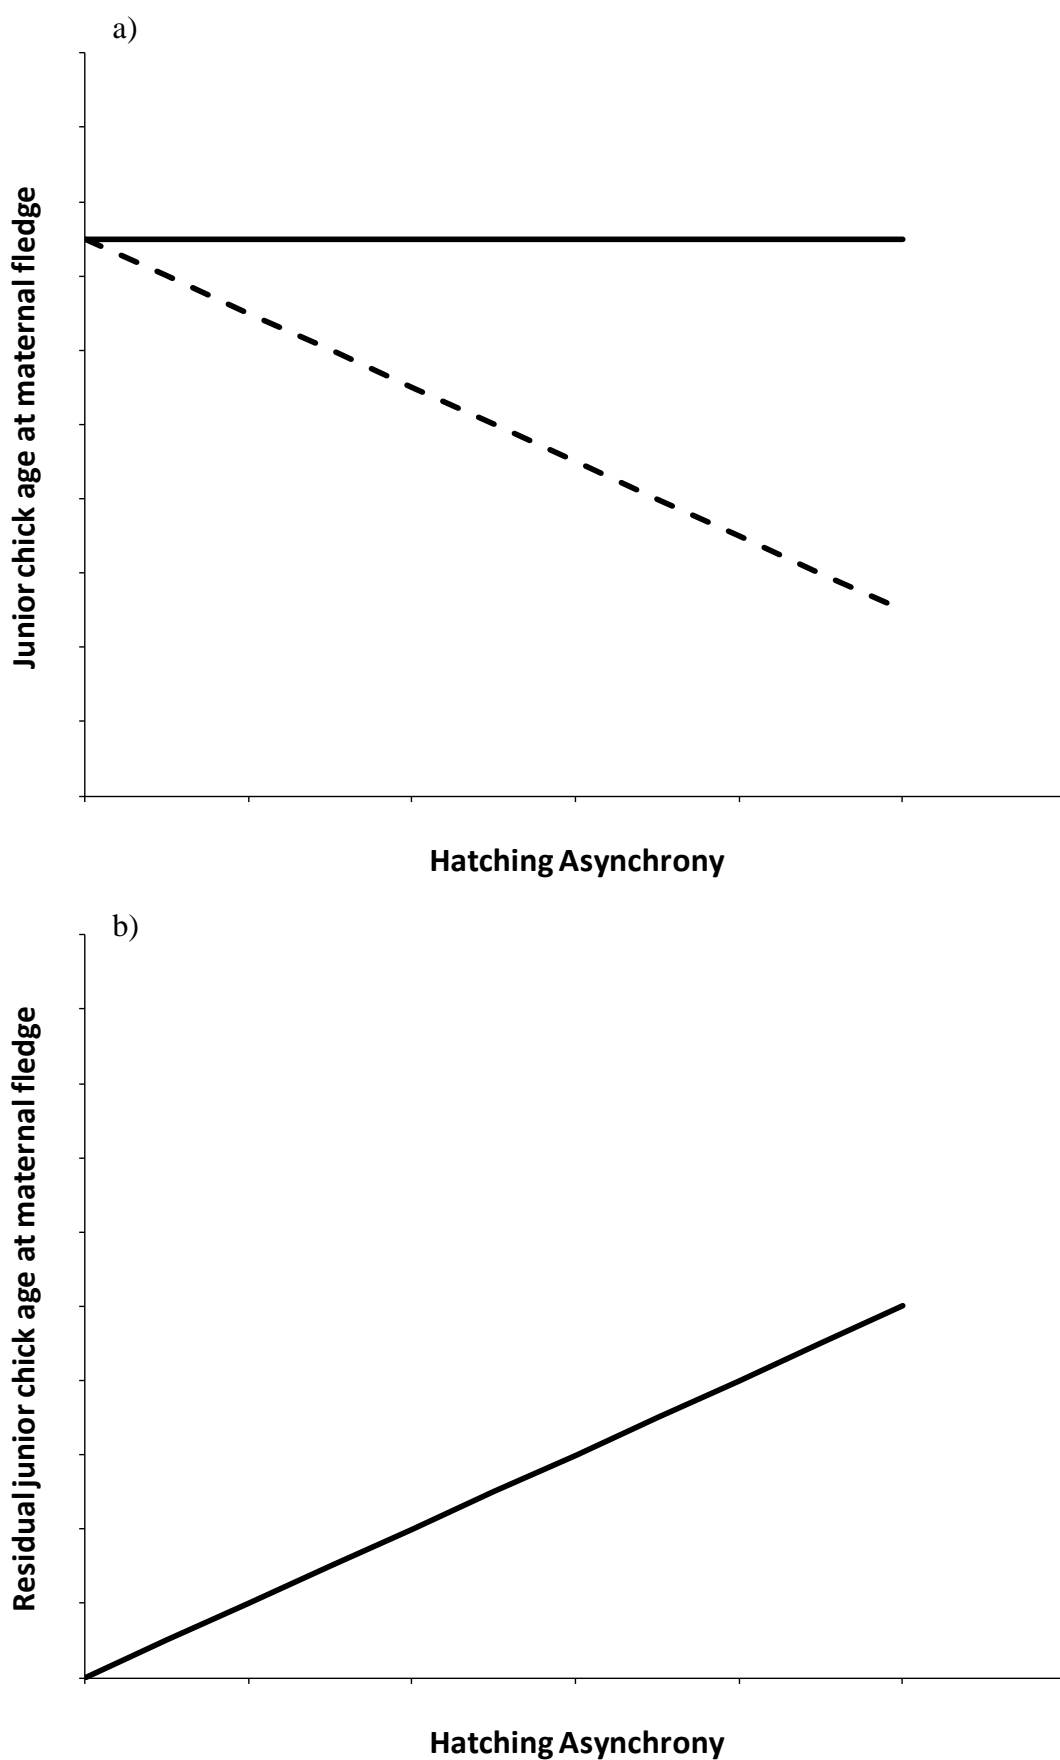 a)
Junior chick age at maternal fledge
Hatching Asynchrony
b)
Residual junior chick age at maternal fledge
Hatching Asynchrony